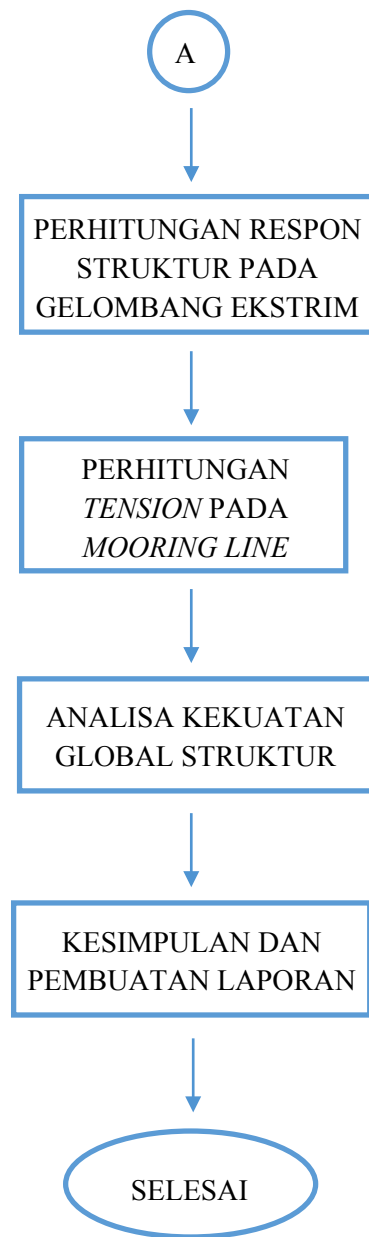 A
PERHITUNGAN RESPON
STRUKTUR PADA
GELOMBANG EKSTRIM
PERHITUNGAN
TENSION PADA
MOORING LINE
ANALISA KEKUATAN
GLOBAL STRUKTUR
KESIMPULAN DAN
PEMBUATAN LAPORAN
SELESAI